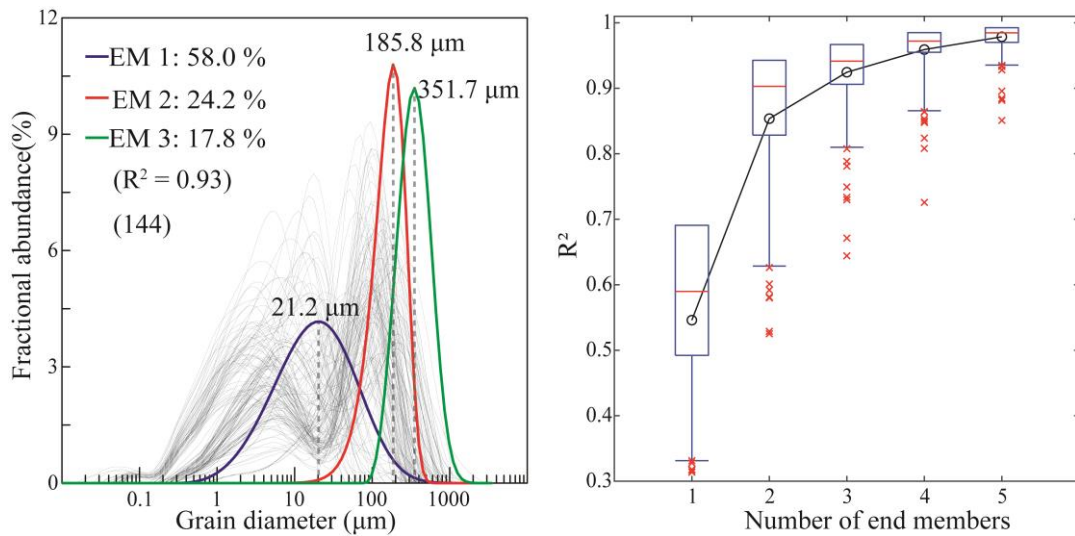 12
9
6
3
0
Fractional abundance(%)
EM 1: 58.0 %
EM 2: 24.2 %
EM 3: 17.8 %
(R² = 0.93)
(144)
185.8 μm
351.7 μm
21.2 μm
0.1 1 10 100 1000
Grain diameter (μm)
1
0.9
0.8
0.7
0.6
0.5
0.4
0.3
R²
1 2 3 4 5
Number of end members